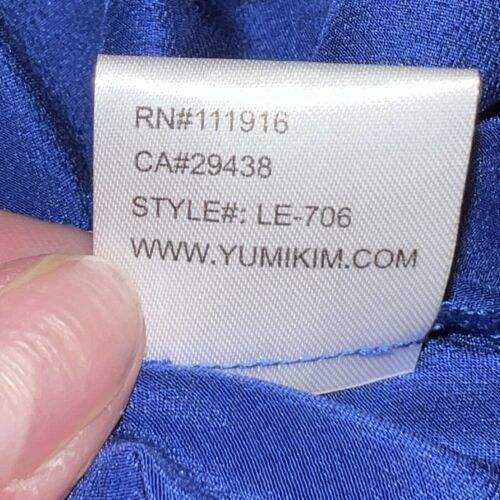 RN#111916
CA#29438
STYLE#: LE-706
WWW.YUMIKIM.COM